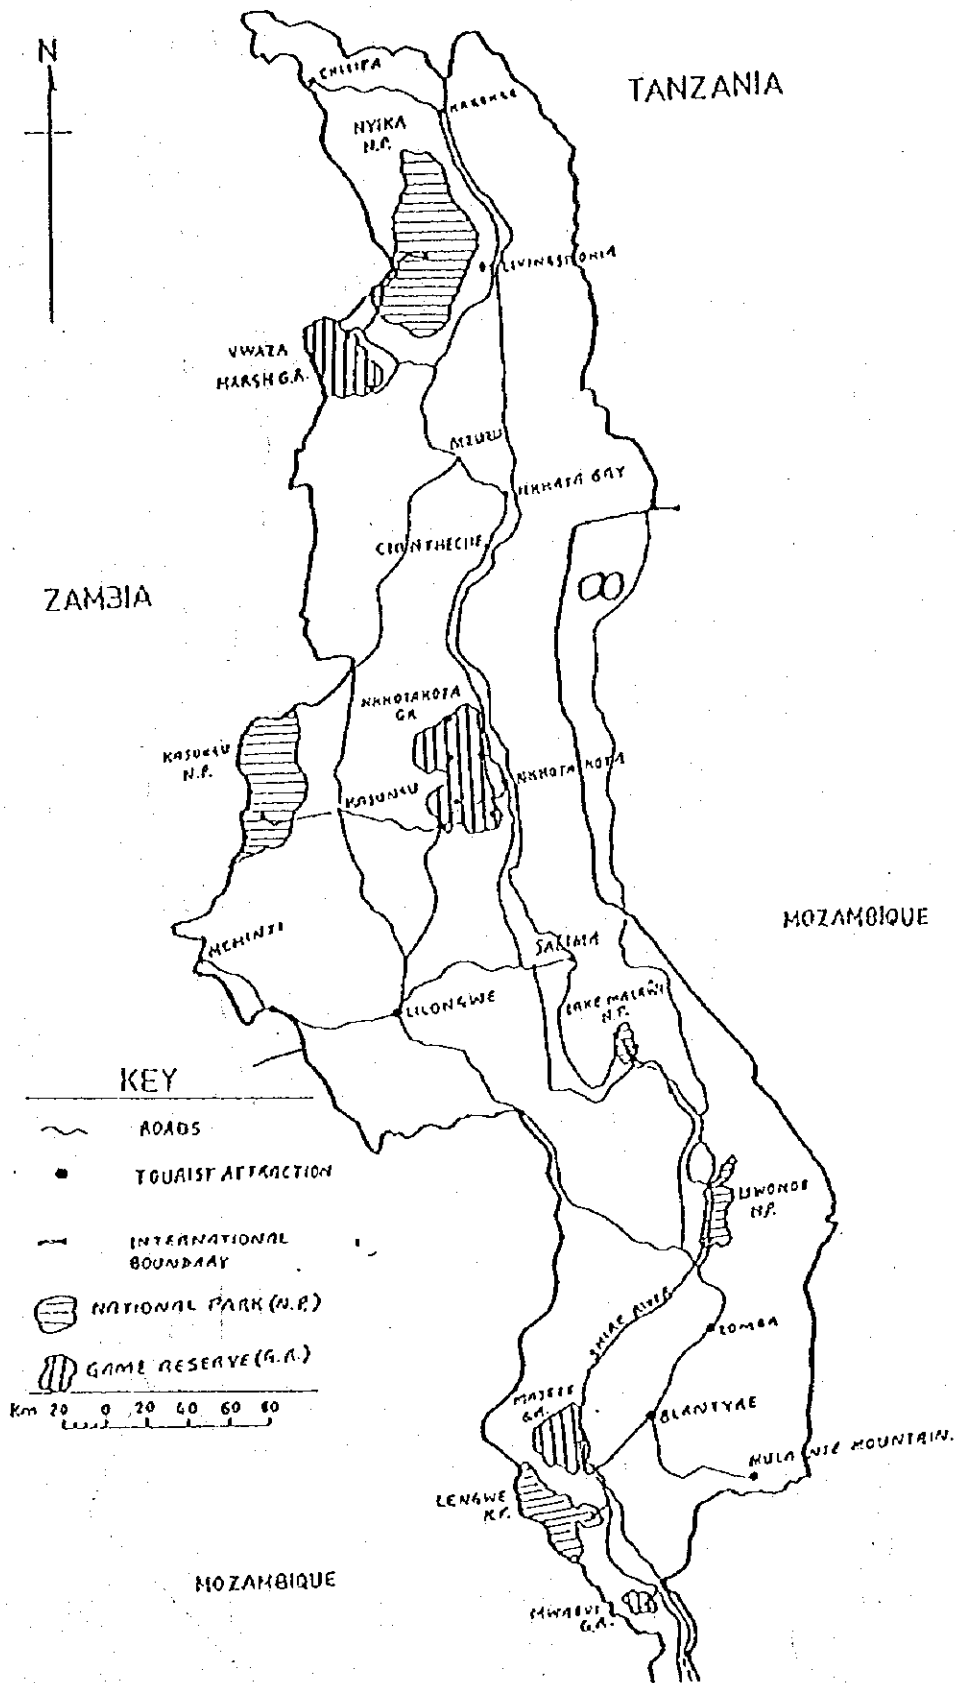 N
TANZANIA
CHITIPA
KARONGA
NYIKA
N.P.
LIVINGSTONIA
VWAZA
MARSH G.R.
MZUZU
NKHATA BAY
CHINTHECHE
ZAMBIA
NKHOTAKOTA
G.R.
KASUNGU
N.P.
NKHOTAKOTA
KASUNGU
MOZAMBIQUE
MCHINJI
SALIMA
LILONGWE
LAKE MALAWI
N.P.
KEY
ROADS
TOURIST ATTRACTION
INTERNATIONAL
BOUNDARY
NATIONAL PARK (N.P.)
GAME RESERVE (G.R.)
Km 20 0 20 40 60 80
LIWONDE
N.P.
SHIRE RIVER
ZOMBA
MAJETE
G.R.
BLANTYRE
MULANJE MOUNTAIN.
LENGWE
N.P.
MOZAMBIQUE
MWABVI
G.R.